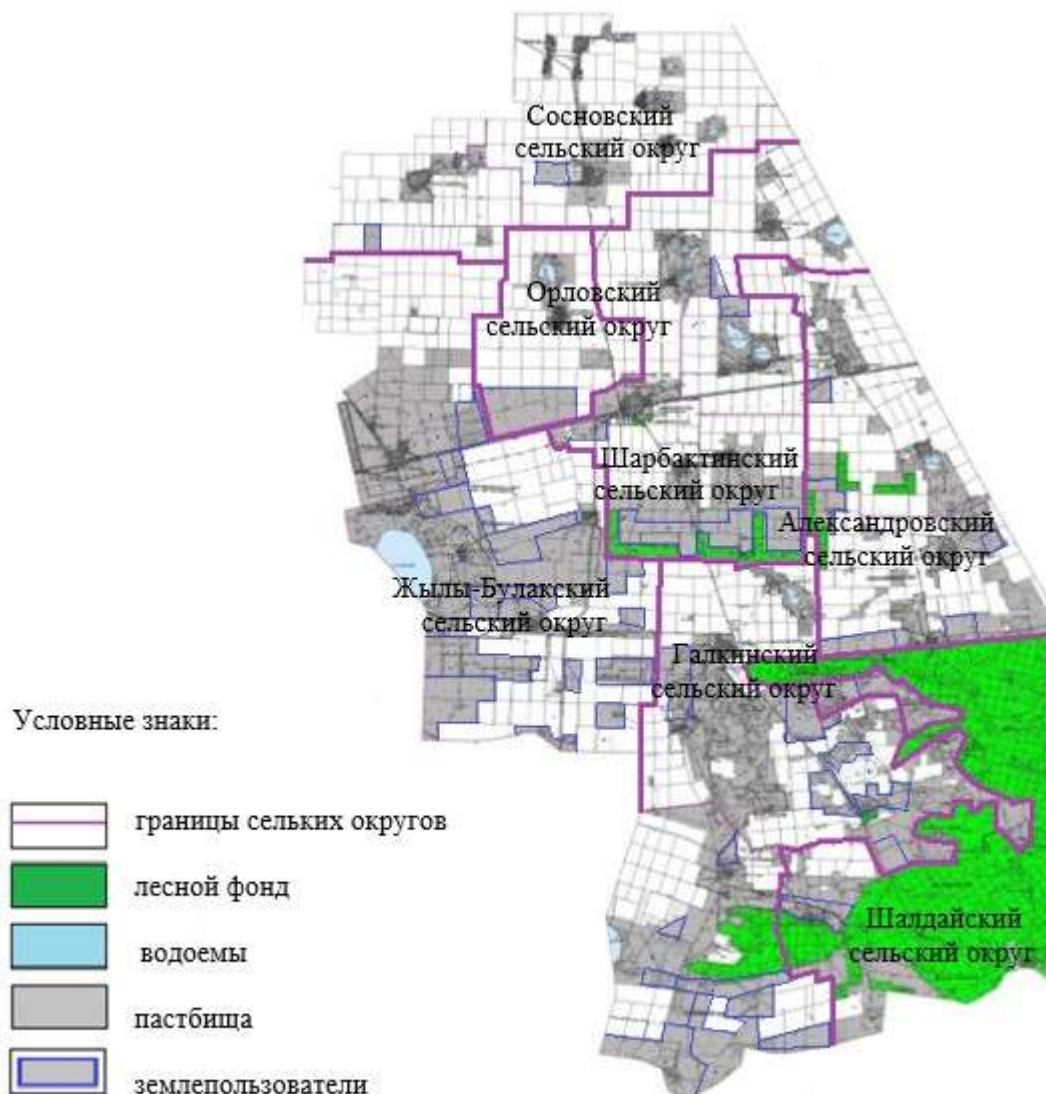 Сосновский
сельский округ
Орловский
сельский округ
Шарбактинский
сельский округ
Александровский
сельский округ
Жылы-Булакский
сельский округ
Галкинский
сельский округ
Шалдайский
сельский округ
Условные знаки:
границы сельких округов
лесной фонд
водоемы
пастбища
землепользователи